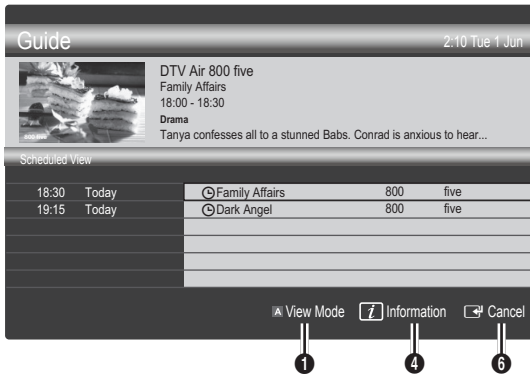 Guide 2:10 Tue 1 Jun
DTV Air 800 five
Family Affairs
18:00 - 18:30
Drama
Tanya confesses all to a stunned Babs. Conrad is anxious to hear...
800 five
Scheduled View
18:30 Today Family Affairs 800 five
19:15 Today Dark Angel 800 five
A View Mode i Information Cancel
1 4 6